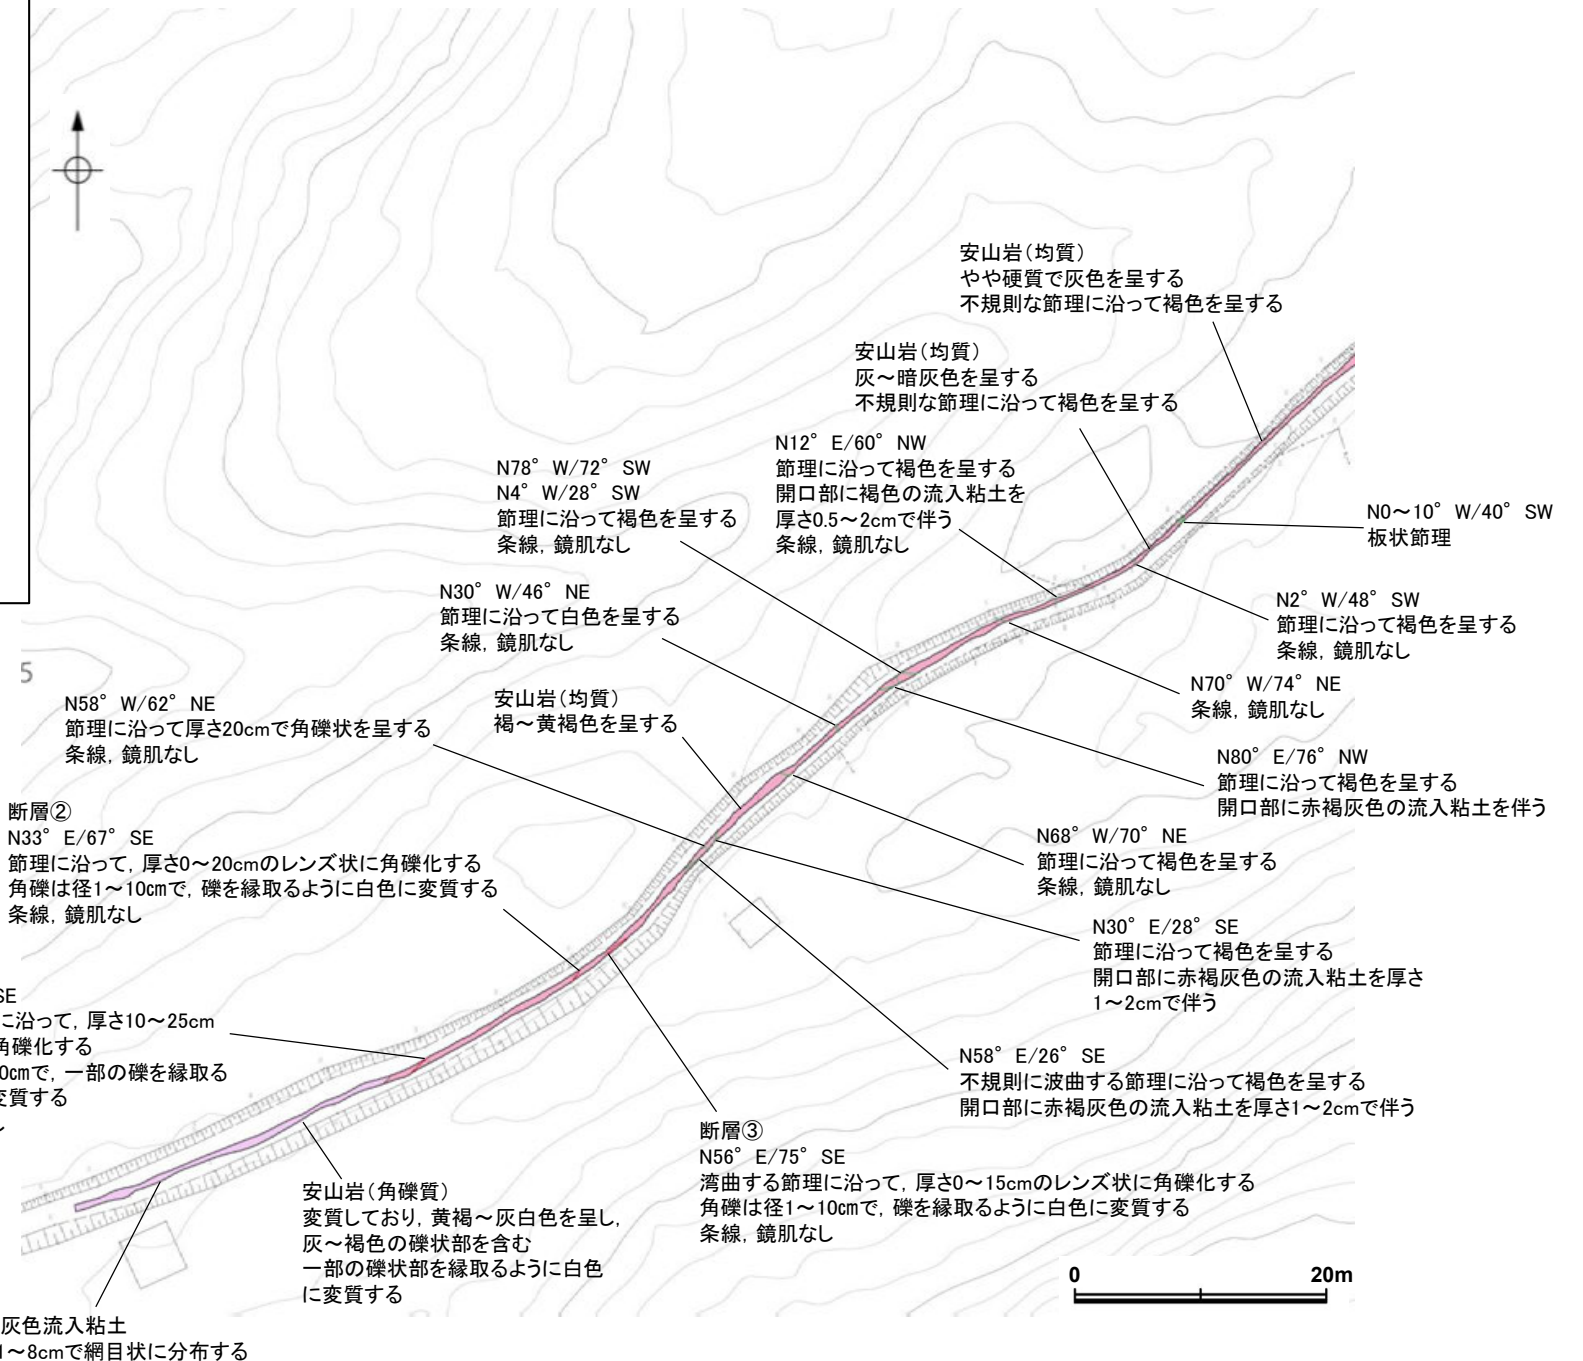 安山岩(均質)
やや硬質で灰色を呈する
不規則な節理に沿って褐色を呈する
安山岩(均質)
灰～暗灰色を呈する
不規則な節理に沿って褐色を呈する
N12° E/60° NW
節理に沿って褐色を呈する
開口部に褐色の流入粘土を
厚さ0.5～2cmで伴う
条線, 鏡肌なし
N78° W/72° SW
N4° W/28° SW
節理に沿って褐色を呈する
条線, 鏡肌なし
N0～10° W/40° SW
板状節理
N30° W/46° NE
節理に沿って白色を呈する
条線, 鏡肌なし
N2° W/48° SW
節理に沿って褐色を呈する
条線, 鏡肌なし
5
N70° W/74° NE
条線, 鏡肌なし
安山岩(均質)
褐～黄褐色を呈する
N58° W/62° NE
節理に沿って厚さ20cmで角礫状を呈する
条線, 鏡肌なし
N80° E/76° NW
節理に沿って褐色を呈する
開口部に赤褐灰色の流入粘土を伴う
断層②
N33° E/67° SE
節理に沿って, 厚さ0～20cmのレンズ状に角礫化する
角礫は径1～10cmで, 礫を縁取るように白色に変質する
条線, 鏡肌なし
N68° W/70° NE
節理に沿って褐色を呈する
条線, 鏡肌なし
N30° E/28° SE
節理に沿って褐色を呈する
開口部に赤褐灰色の流入粘土を厚さ
1～2cmで伴う
SE
に沿って, 厚さ10～25cm
角礫化する
0cmで, 一部の礫を縁取る
変質する
N58° E/26° SE
不規則に波曲する節理に沿って褐色を呈する
開口部に赤褐灰色の流入粘土を厚さ1～2cmで伴う
断層③
N56° E/75° SE
湾曲する節理に沿って, 厚さ0～15cmのレンズ状に角礫化する
角礫は径1～10cmで, 礫を縁取るように白色に変質する
条線, 鏡肌なし
安山岩(角礫質)
変質しており, 黄褐～灰白色を呈し,
灰～褐色の礫状部を含む
一部の礫状部を縁取るように白色
に変質する
0 20m
灰色流入粘土
1～8cmで網目状に分布する